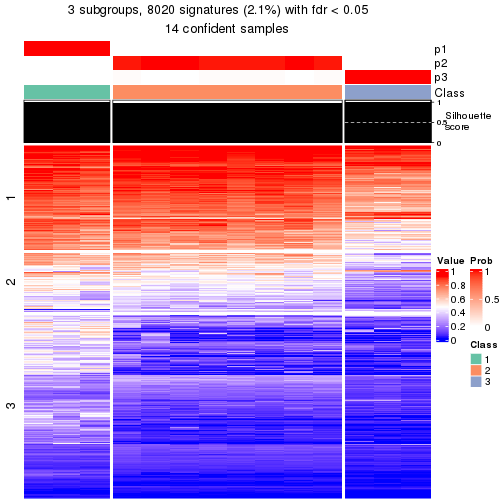 3 subgroups, 8020 signatures (2.1%) with fdr < 0.05
14 confident samples
p1
p2
p3
Class
1
0.5
0
Silhouette
score
1
2
3
Value
1
0.8
0.6
0.4
0.2
0
Prob
1
0.5
0
Class
1
2
3